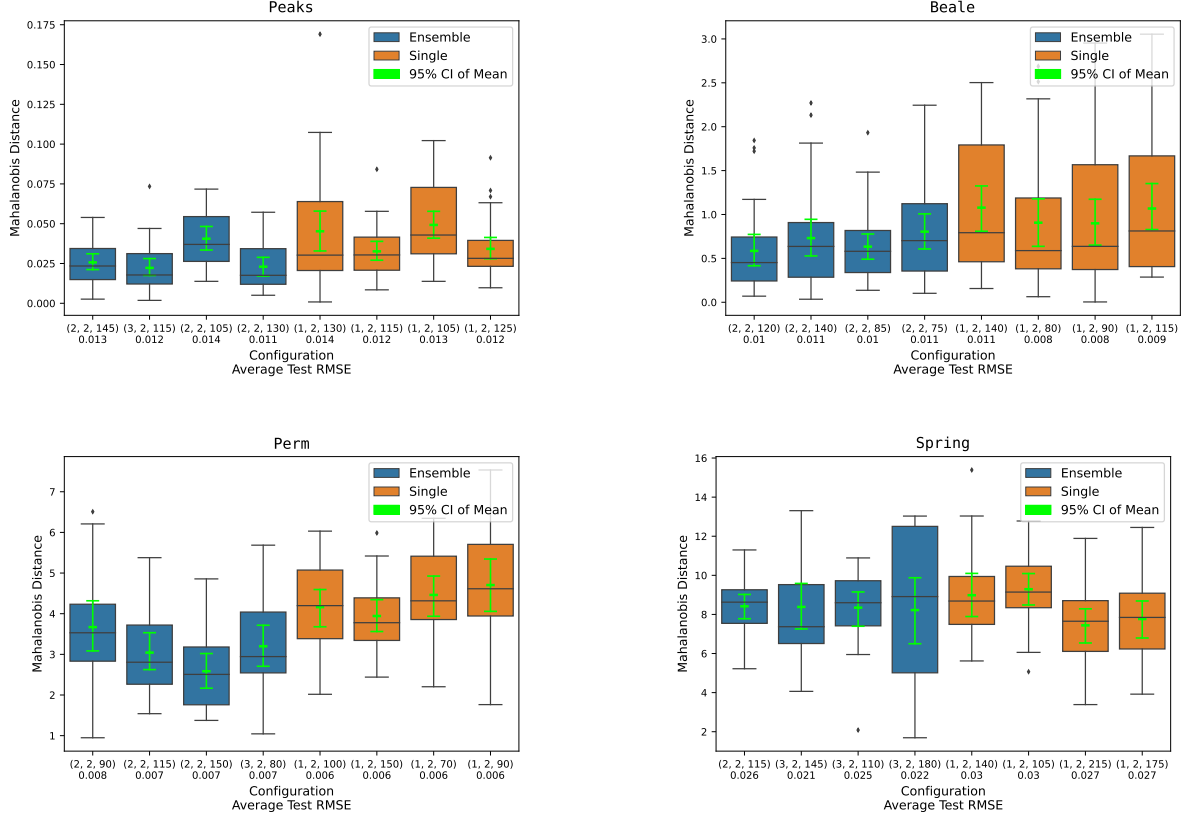 Peaks
Mahalanobis Distance
0.175
0.150
0.125
0.100
0.075
0.050
0.025
0.000
Ensemble
Single
95% CI of Mean
(2, 2, 145) (3, 2, 115) (2, 2, 105) (2, 2, 130) (1, 2, 130) (1, 2, 115) (1, 2, 105) (1, 2, 125)
0.013 0.012 0.014 0.011 0.014 0.012 0.013 0.012
Configuration
Average Test RMSE
Beale
Mahalanobis Distance
3.0
2.5
2.0
1.5
1.0
0.5
0.0
Ensemble
Single
95% CI of Mean
(2, 2, 120) (2, 2, 140) (2, 2, 85) (2, 2, 75) (1, 2, 140) (1, 2, 80) (1, 2, 90) (1, 2, 115)
0.01 0.011 0.01 0.011 0.011 0.008 0.008 0.009
Configuration
Average Test RMSE
Perm
Mahalanobis Distance
7
6
5
4
3
2
1
Ensemble
Single
95% CI of Mean
(2, 2, 90) (2, 2, 115) (2, 2, 150) (3, 2, 80) (1, 2, 100) (1, 2, 150) (1, 2, 70) (1, 2, 90)
0.008 0.007 0.007 0.007 0.006 0.006 0.006 0.006
Configuration
Average Test RMSE
Spring
Mahalanobis Distance
16
14
12
10
8
6
4
2
Ensemble
Single
95% CI of Mean
(2, 2, 115) (3, 2, 145) (3, 2, 110) (3, 2, 180) (1, 2, 140) (1, 2, 105) (1, 2, 215) (1, 2, 175)
0.026 0.021 0.025 0.022 0.03 0.03 0.027 0.027
Configuration
Average Test RMSE